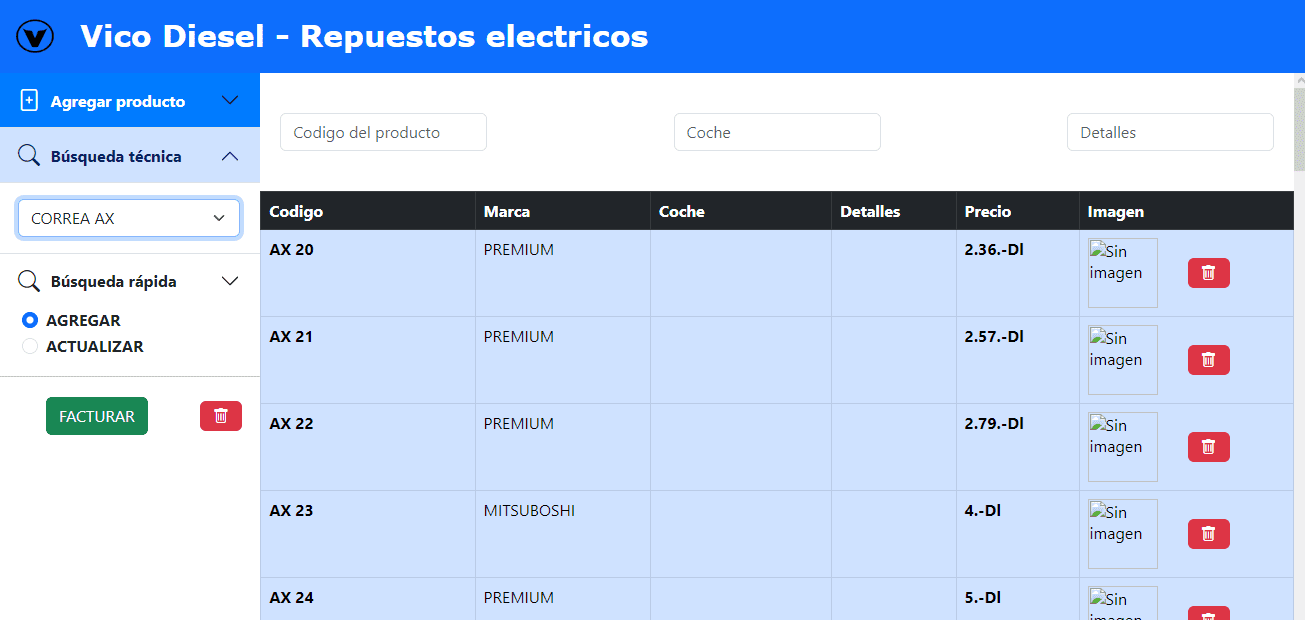 Vico Diesel - Repuestos electricos
Agregar producto
Búsqueda técnica
CORREA AX
Búsqueda rápida
AGREGAR
ACTUALIZAR
FACTURAR
Codigo del producto Coche Detalles
Codigo Marca Coche Detalles Precio Imagen
AX 20 PREMIUM 2.36.-Dl Sin imagen
AX 21 PREMIUM 2.57.-Dl Sin imagen
AX 22 PREMIUM 2.79.-Dl Sin imagen
AX 23 MITSUBOSHI 4.-Dl Sin imagen
AX 24 PREMIUM 5.-Dl Sin